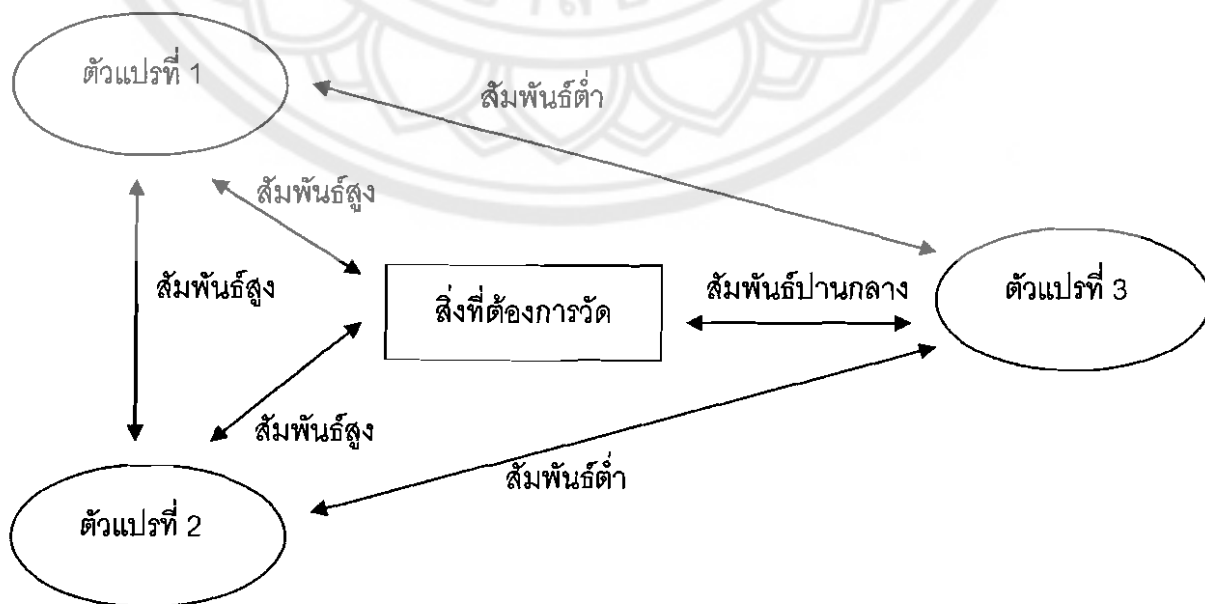 ตัวแปรที่ 1
สัมพันธ์ต่ำ
สัมพันธ์สูง
สัมพันธ์สูง
สิ่งที่ต้องการวัด
สัมพันธ์ปานกลาง
ตัวแปรที่ 3
สัมพันธ์สูง
สัมพันธ์ต่ำ
ตัวแปรที่ 2